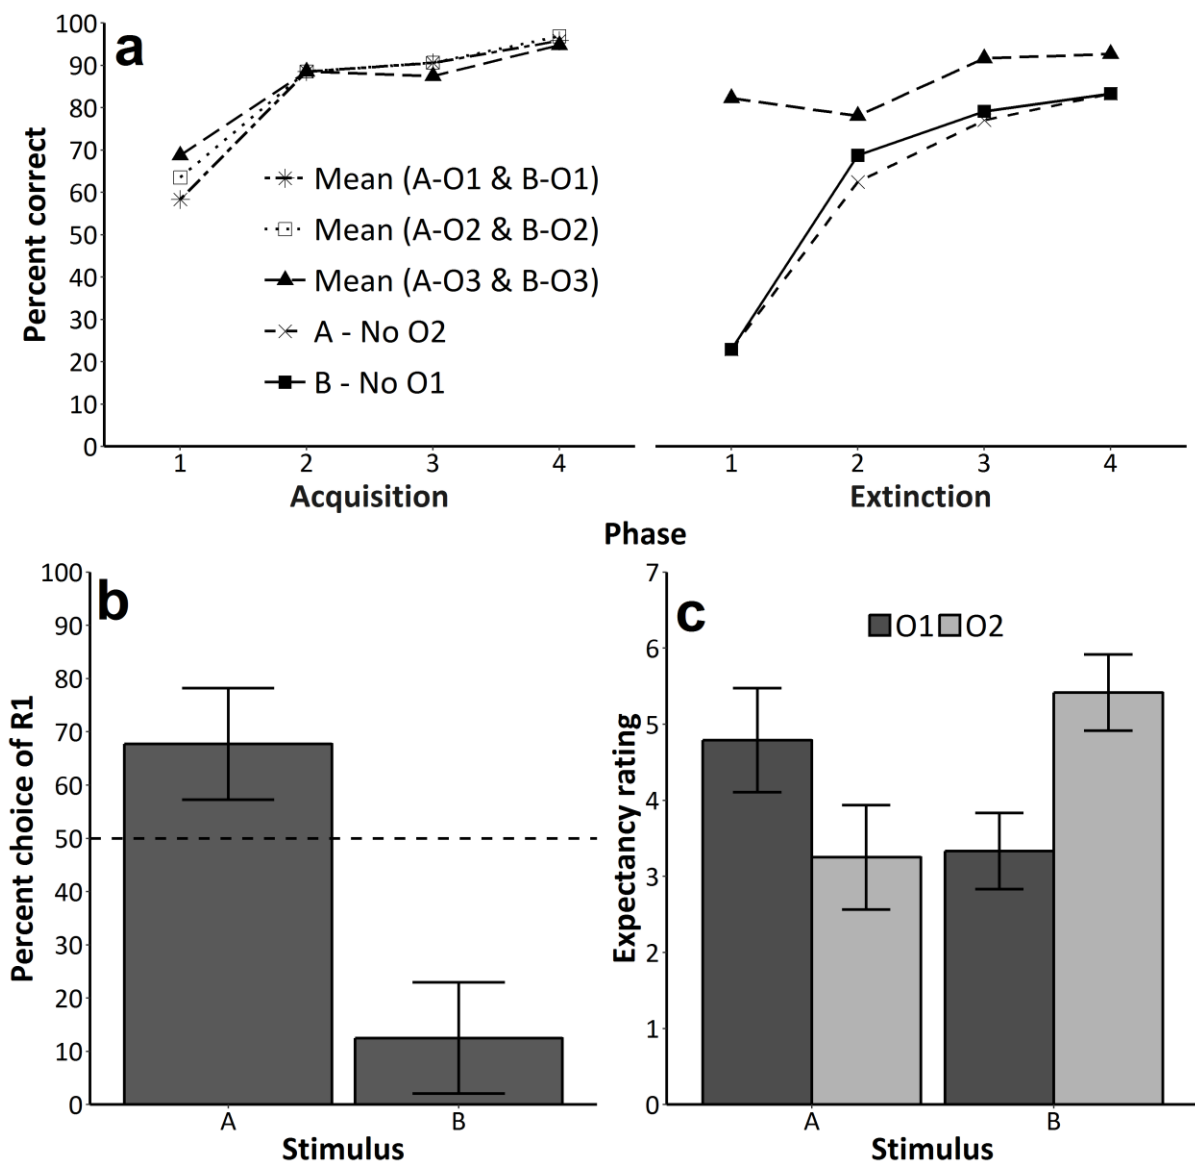 a
Percent correct
100
90
80
70
60
50
40
30
20
10
0
Mean (A-O1 & B-O1)
Mean (A-O2 & B-O2)
Mean (A-O3 & B-O3)
A - No O2
B - No O1
1 2 3 4
1 2 3 4
Acquisition
Extinction
Phase
b
Percent choice of R1
100
90
80
70
60
50
40
30
20
10
0
A B
Stimulus
c
Expectancy rating
7
6
5
4
3
2
1
0
O1 O2
A B
Stimulus